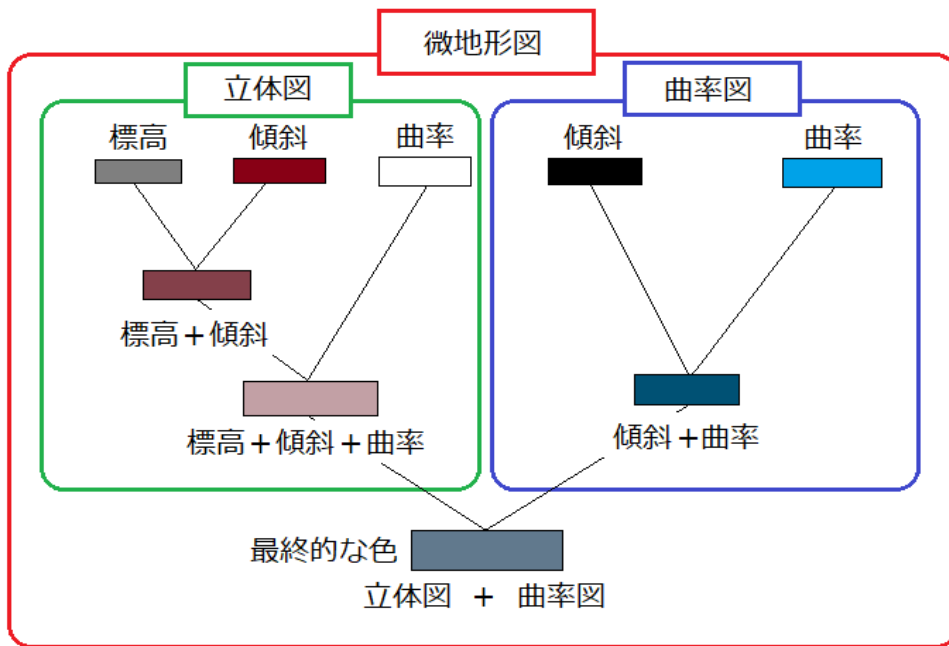 微地形図
立体図
曲率図
標高
傾斜
曲率
傾斜
曲率
標高+傾斜
標高+傾斜+曲率
傾斜+曲率
最終的な色
立体図 + 曲率図